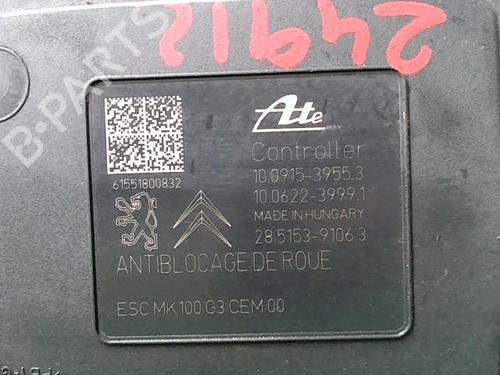 24912
B-PARTS
Ate
Controller
61551800832
10.0915-3955.3
10.0622-3999.1
MADE IN HUNGARY
28.5153-9106.3
ANTIBLOCAGE DE ROUE
ESC MK100 G3 CEM 00